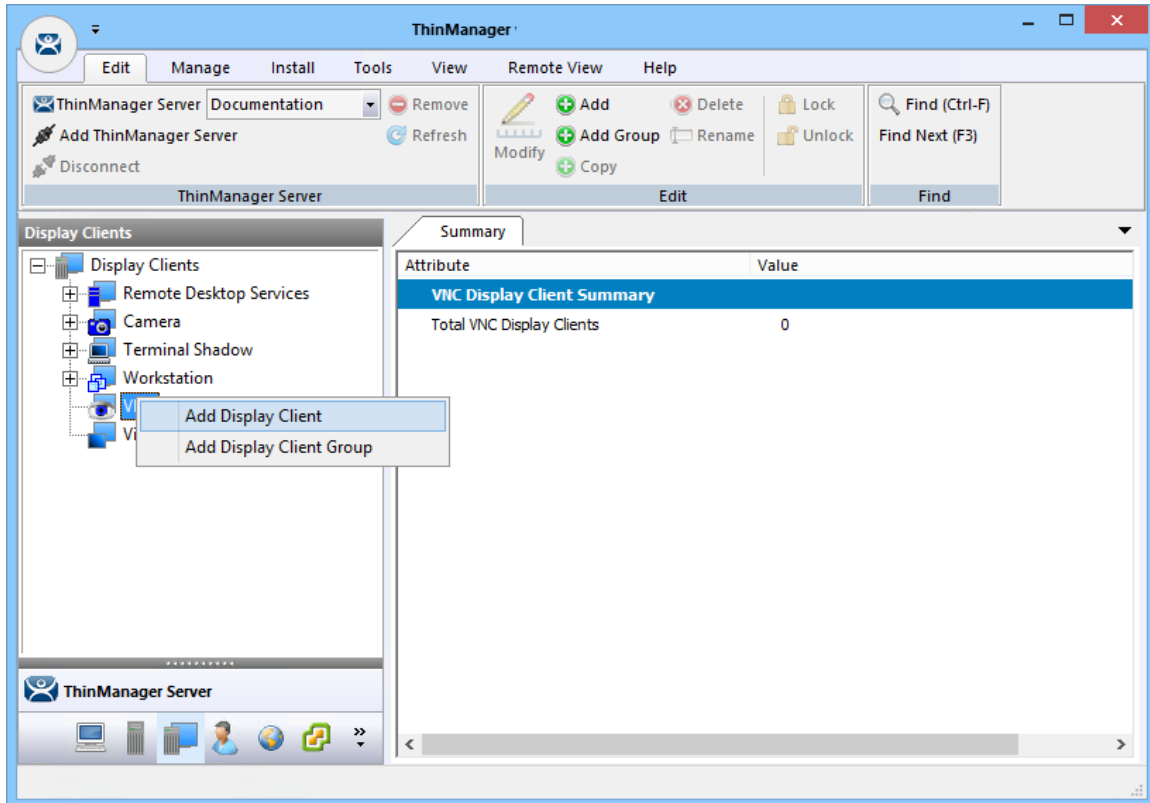 ThinManager
Edit Manage Install Tools View Remote View Help
ThinManager Server Documentation Remove Modify Add Delete Lock Find (Ctrl-F)
Add ThinManager Server Refresh Add Group Rename Unlock Find Next (F3)
Disconnect Copy
ThinManager Server Edit Find
Display Clients
Display Clients
Remote Desktop Services
Camera
Terminal Shadow
Workstation
Add Display Client
Add Display Client Group
ThinManager Server
Summary
Attribute Value
VNC Display Client Summary
Total VNC Display Clients 0